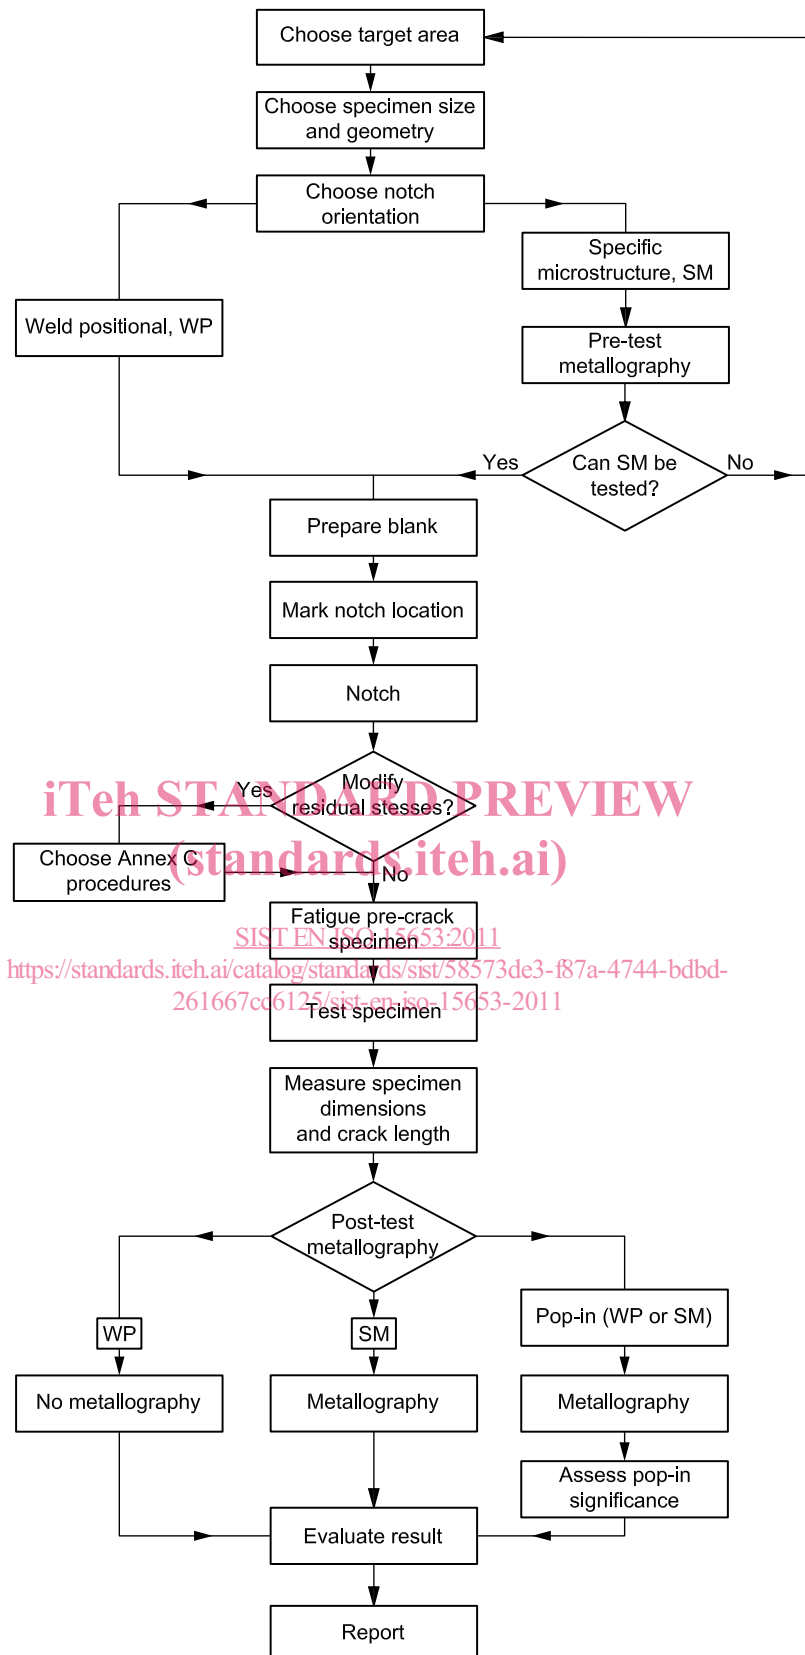 Choose target area
Choose specimen size
and geometry
Choose notch
orientation
Specific
microstructure, SM
Weld positional, WP
Pre-test
metallography
Yes
Can SM be
tested?
No
Prepare blank
Mark notch location
Notch
Modify
residual stesses?
Yes
iTeh STANDARD PREVIEW
(standards.iteh.ai)
Choose Annex C
procedures
No
Fatigue pre-crack
specimen
SIST EN ISO 15653:2011
https://standards.iteh.ai/catalog/standards/sist/58573de3-f87a-4744-bdbd-
261667cc6125/sist-en-iso-15653-2011
Test specimen
Measure specimen
dimensions
and crack length
Post-test
metallography
WP
SM
Pop-in (WP or SM)
No metallography
Metallography
Metallography
Assess pop-in
significance
Evaluate result
Report